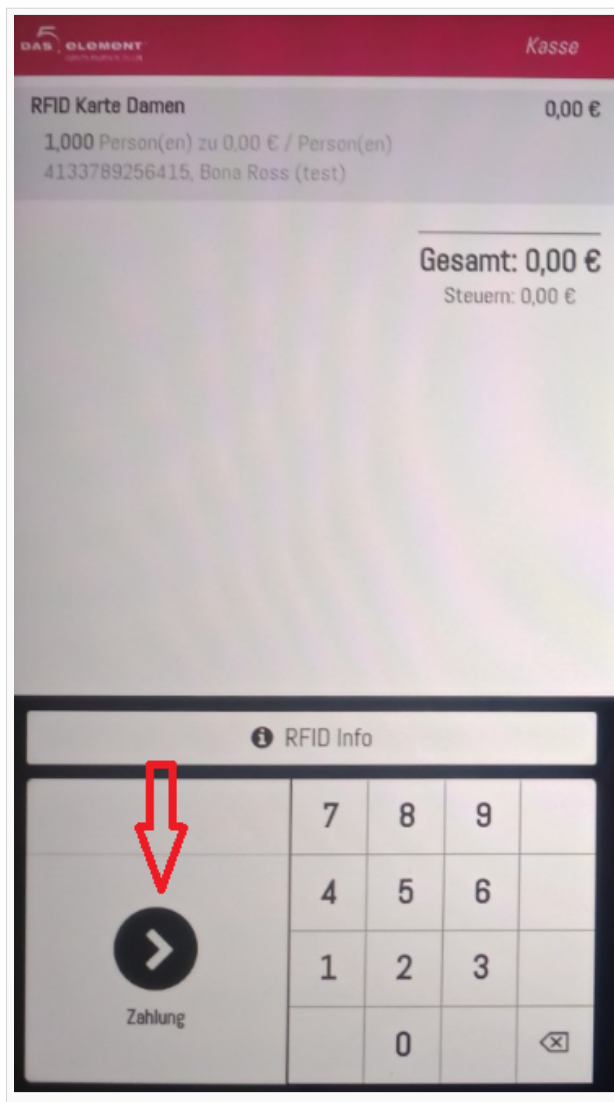 DAS 5 ELEMENT
Kasse
RFID Karte Damen 0,00 €
1,000 Person(en) zu 0,00 € / Person(en)
4133789256415, Bona Ross (test)
Gesamt: 0,00 €
Steuern: 0,00 €
RFID Info
7 8 9
4 5 6
1 2 3
Zahlung
0